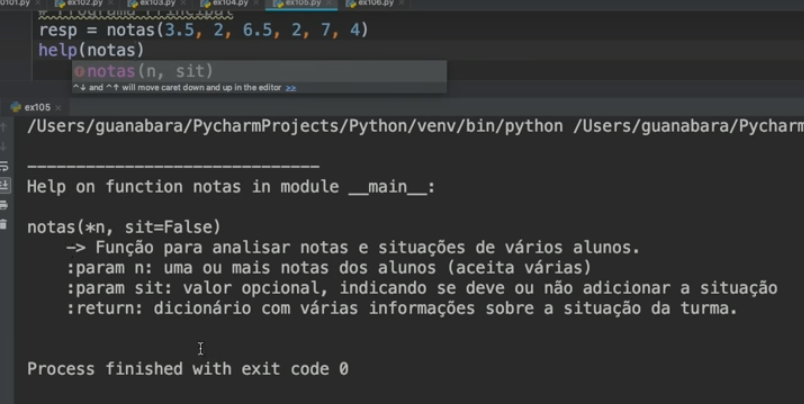 0101.py ex102.py ex103.py ex104.py ex105.py ex106.py
# Programa Principal
resp = notas(3.5, 2, 6.5, 2, 7, 4)
help(notas)
notas(n, sit)
^↓ and ^↑ will move caret down and up in the editor >>
ex105
/Users/guanabara/PycharmProjects/Python/venv/bin/python /Users/guanabara/Pycharm
------------------------------
Help on function notas in module __main__:
notas(*n, sit=False)
-> Função para analisar notas e situações de vários alunos.
:param n: uma ou mais notas dos alunos (aceita várias)
:param sit: valor opcional, indicando se deve ou não adicionar a situação
:return: dicionário com várias informações sobre a situação da turma.
Process finished with exit code 0